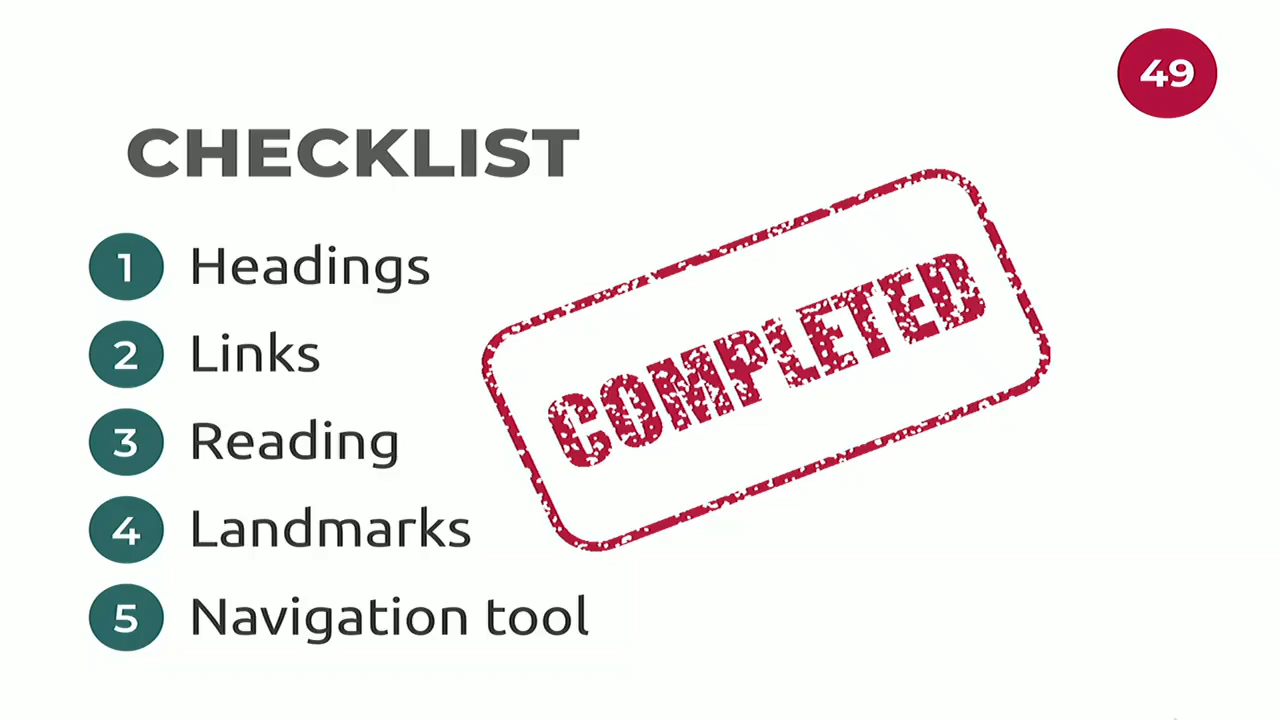 49
CHECKLIST
1 Headings
2 Links
3 Reading
4 Landmarks
5 Navigation tool
COMPLETED